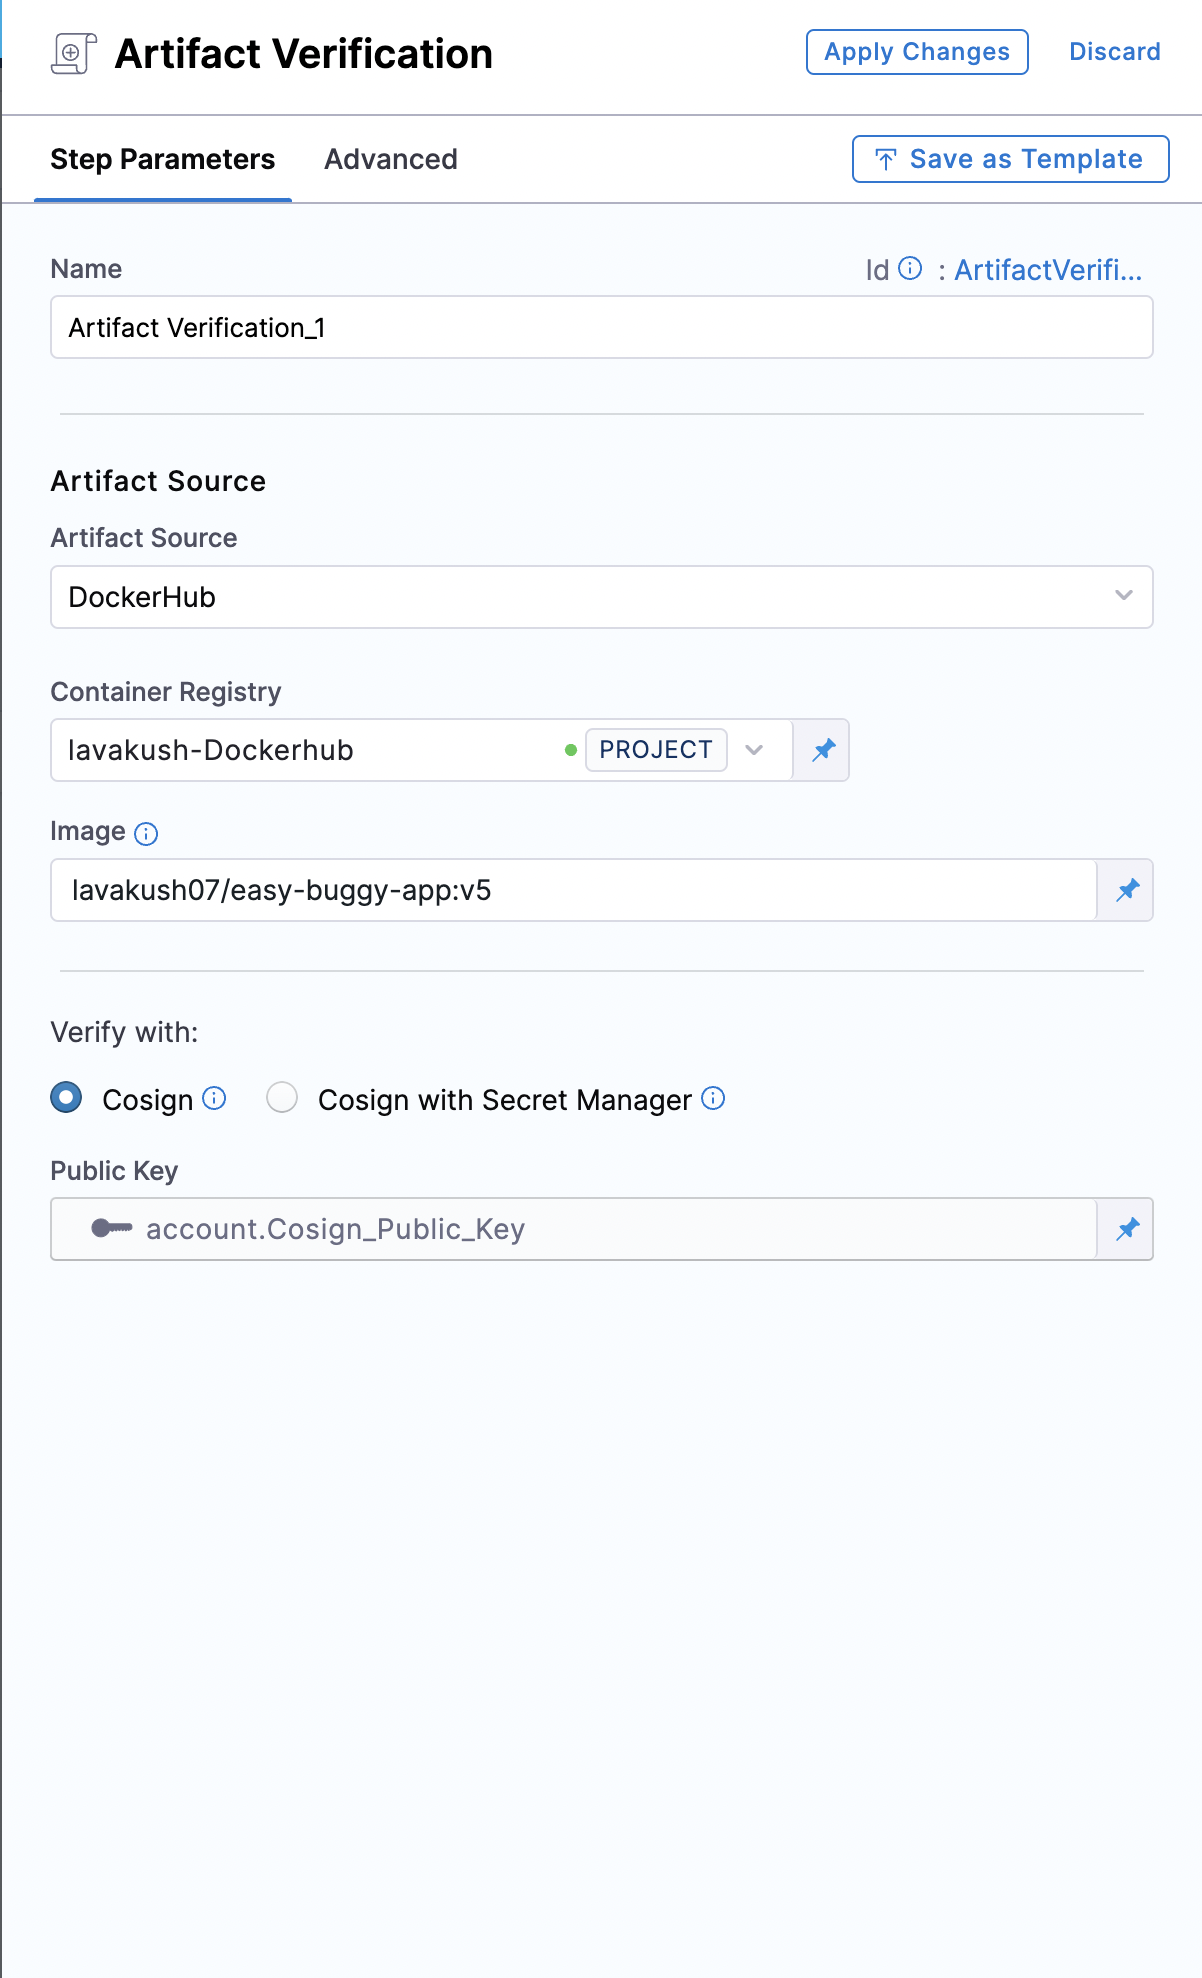 Artifact Verification
Apply Changes
Discard
Step Parameters
Advanced
Save as Template
Name
Id : ArtifactVerifi...
Artifact Verification_1
Artifact Source
Artifact Source
DockerHub
Container Registry
lavakush-Dockerhub
PROJECT
Image
lavakush07/easy-buggy-app:v5
Verify with:
Cosign
Cosign with Secret Manager
Public Key
account.Cosign_Public_Key